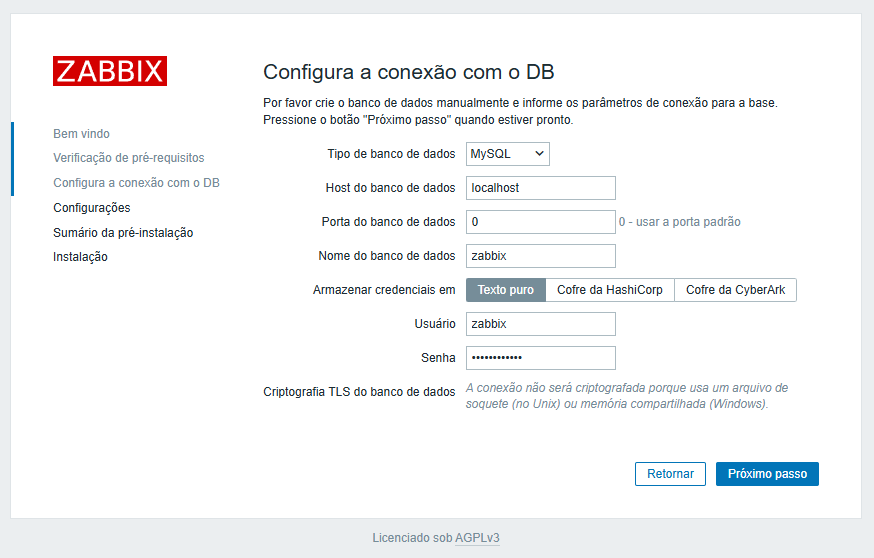 ZABBIX
Bem vindo
Verificação de pré-requisitos
Configura a conexão com o DB
Configurações
Sumário da pré-instalação
Instalação
Configura a conexão com o DB
Por favor crie o banco de dados manualmente e informe os parâmetros de conexão para a base.
Pressione o botão "Próximo passo" quando estiver pronto.
Tipo de banco de dados MySQL
Host do banco de dados localhost
Porta do banco de dados 0 0 - usar a porta padrão
Nome do banco de dados zabbix
Armazenar credenciais em Texto puro Cofre da HashiCorp Cofre da CyberArk
Usuário zabbix
Senha ••••••••••••
Criptografia TLS do banco de dados A conexão não será criptografada porque usa um arquivo de
soquete (no Unix) ou memória compartilhada (Windows).
Retornar Próximo passo
Licenciado sob AGPLv3